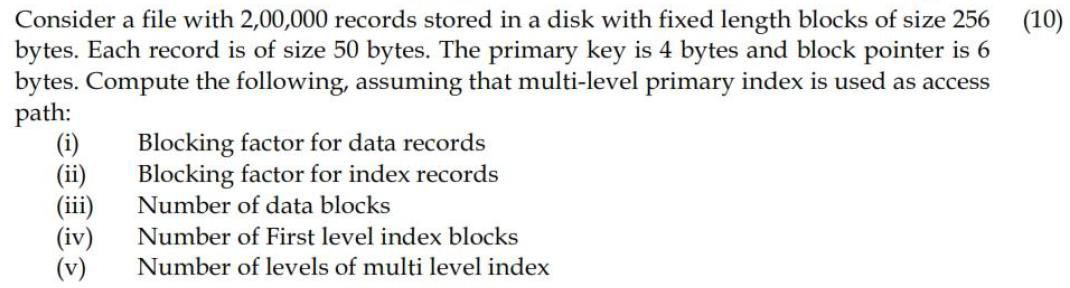 Consider a file with 2,00,000 records stored in a disk with fixed length blocks of size 256 (10)
bytes. Each record is of size 50 bytes. The primary key is 4 bytes and block pointer is 6
bytes. Compute the following, assuming that multi-level primary index is used as access
path:
(i) Blocking factor for data records
(ii) Blocking factor for index records
(iii) Number of data blocks
(iv) Number of First level index blocks
(v) Number of levels of multi level index